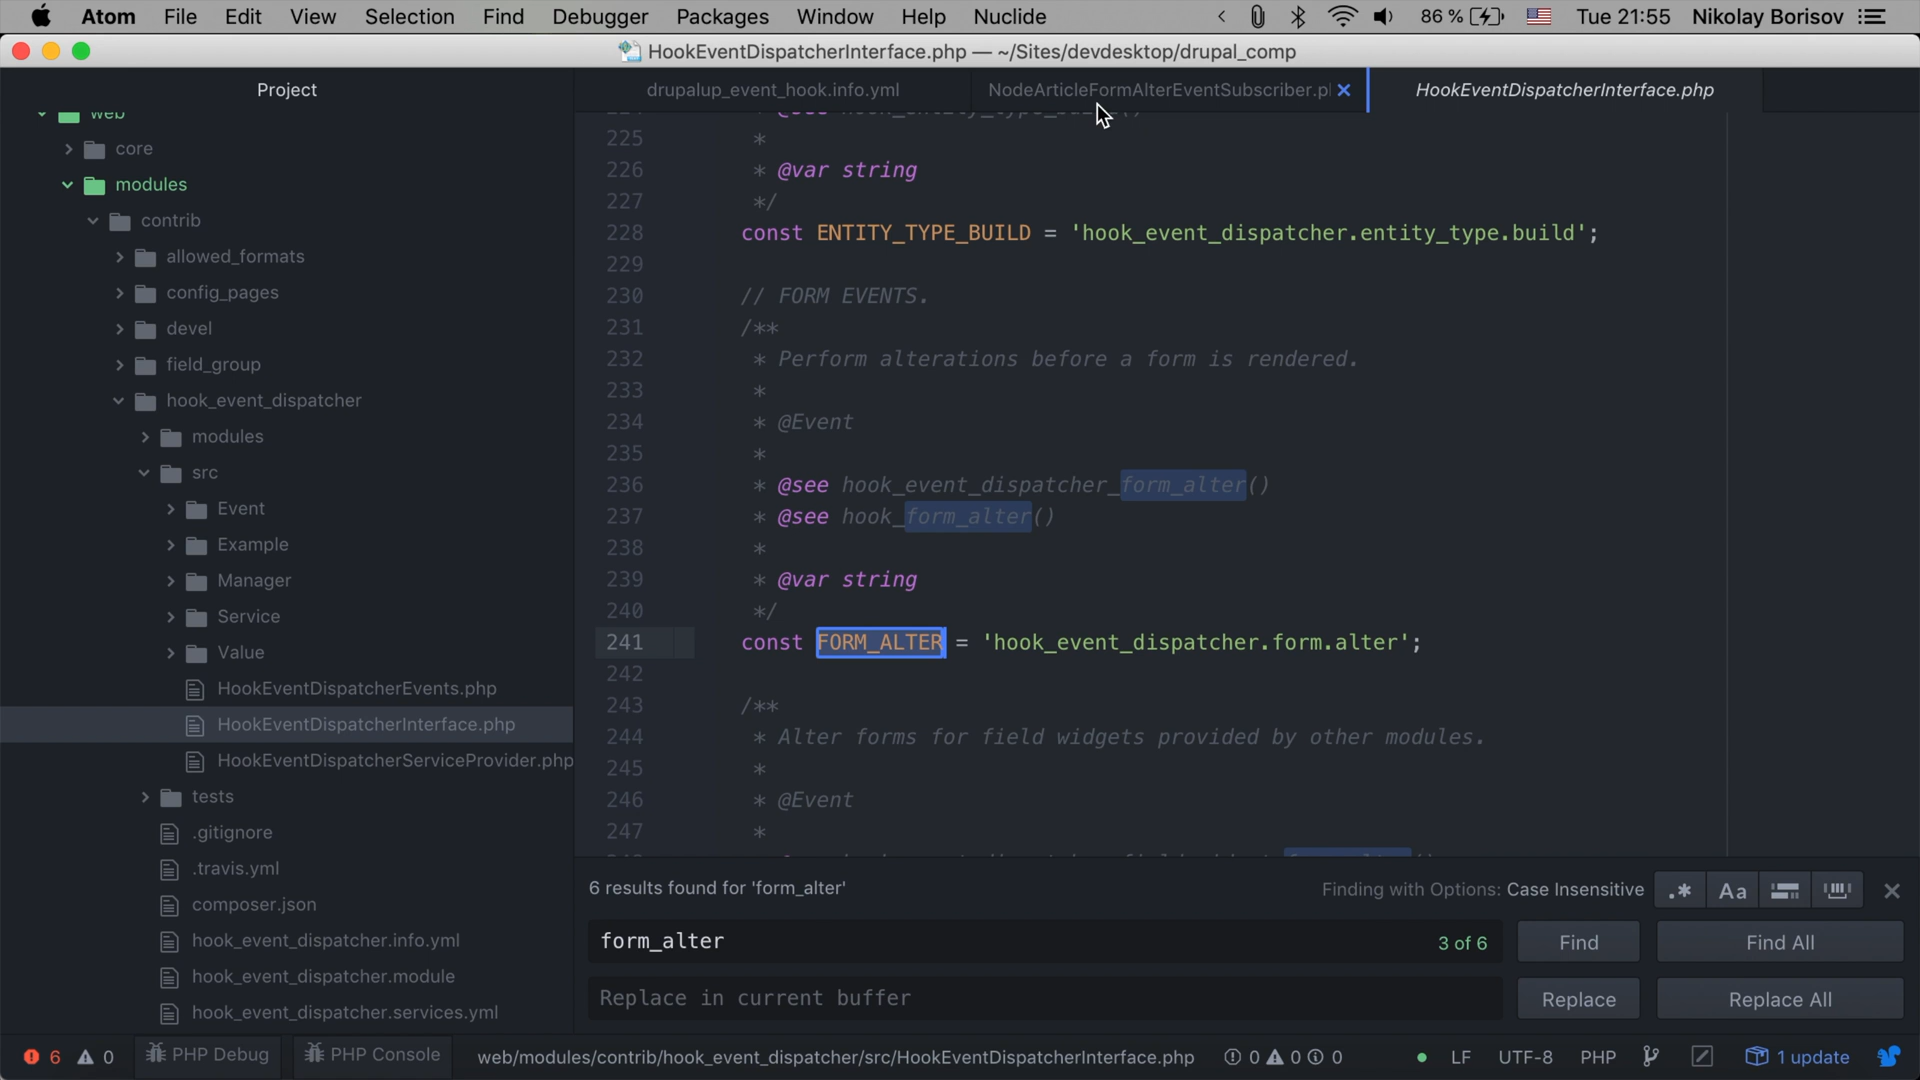 Atom File Edit View Selection Find Debugger Packages Window Help Nuclide 86 % Tue 21:55 Nikolay Borisov
HookEventDispatcherInterface.php — ~/Sites/devdesktop/drupal_comp
Project
drupalup_event_hook.info.yml
NodeArticleFormAlterEventSubscriber.p
HookEventDispatcherInterface.php
web
core
modules
contrib
allowed_formats
config_pages
devel
field_group
hook_event_dispatcher
modules
src
Event
Example
Manager
Service
Value
HookEventDispatcherEvents.php
HookEventDispatcherInterface.php
HookEventDispatcherServiceProvider.php
tests
.gitignore
.travis.yml
composer.json
hook_event_dispatcher.info.yml
hook_event_dispatcher.module
hook_event_dispatcher.services.yml
225 *
226 * @var string
227 */
228 const ENTITY_TYPE_BUILD = 'hook_event_dispatcher.entity_type.build';
229
230 // FORM EVENTS.
231 /**
232 * Perform alterations before a form is rendered.
233 *
234 * @Event
235 *
236 * @see hook_event_dispatcher_form_alter()
237 * @see hook_form_alter()
238 *
239 * @var string
240 */
241 const FORM_ALTER = 'hook_event_dispatcher.form.alter';
242
243 /**
244 * Alter forms for field widgets provided by other modules.
245 *
246 * @Event
247 *
6 results found for 'form_alter'
Finding with Options: Case Insensitive
.* Aa
form_alter 3 of 6
Find Find All
Replace in current buffer
Replace Replace All
6 0 PHP Debug PHP Console web/modules/contrib/hook_event_dispatcher/src/HookEventDispatcherInterface.php 0 0 0 LF UTF-8 PHP 1 update